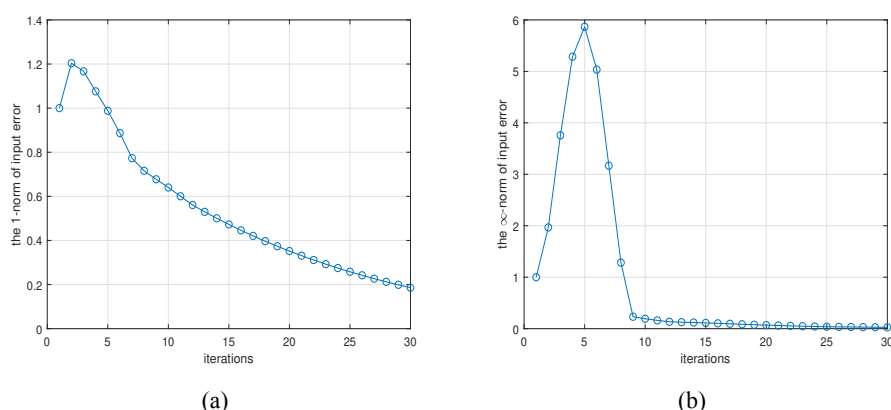 1.4
1.2
1
0.8
0.6
0.4
0.2
0
0 5 10 15 20 25 30
the 1-norm of input error
iterations
(a)
6
5
4
3
2
1
0
0 5 10 15 20 25 30
the ∞-norm of input error
iterations
(b)